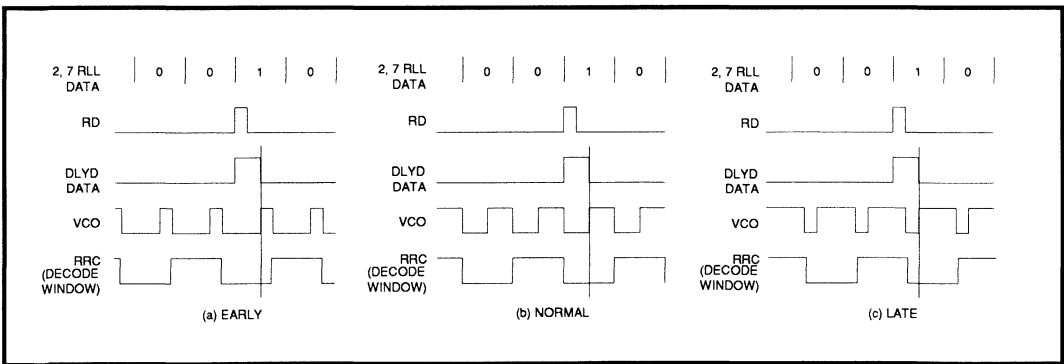 2, 7 RLL DATA | 0 | 0 | 1 | 0 |
RD
DLYD DATA
VCO
RRC (DECODE WINDOW)
(a) EARLY
2, 7 RLL DATA | 0 | 0 | 1 | 0 |
RD
DLYD DATA
VCO
RRC (DECODE WINDOW)
(b) NORMAL
2, 7 RLL DATA | 0 | 0 | 1 | 0 |
RD
DLYD DATA
VCO
RRC (DECODE WINDOW)
(c) LATE